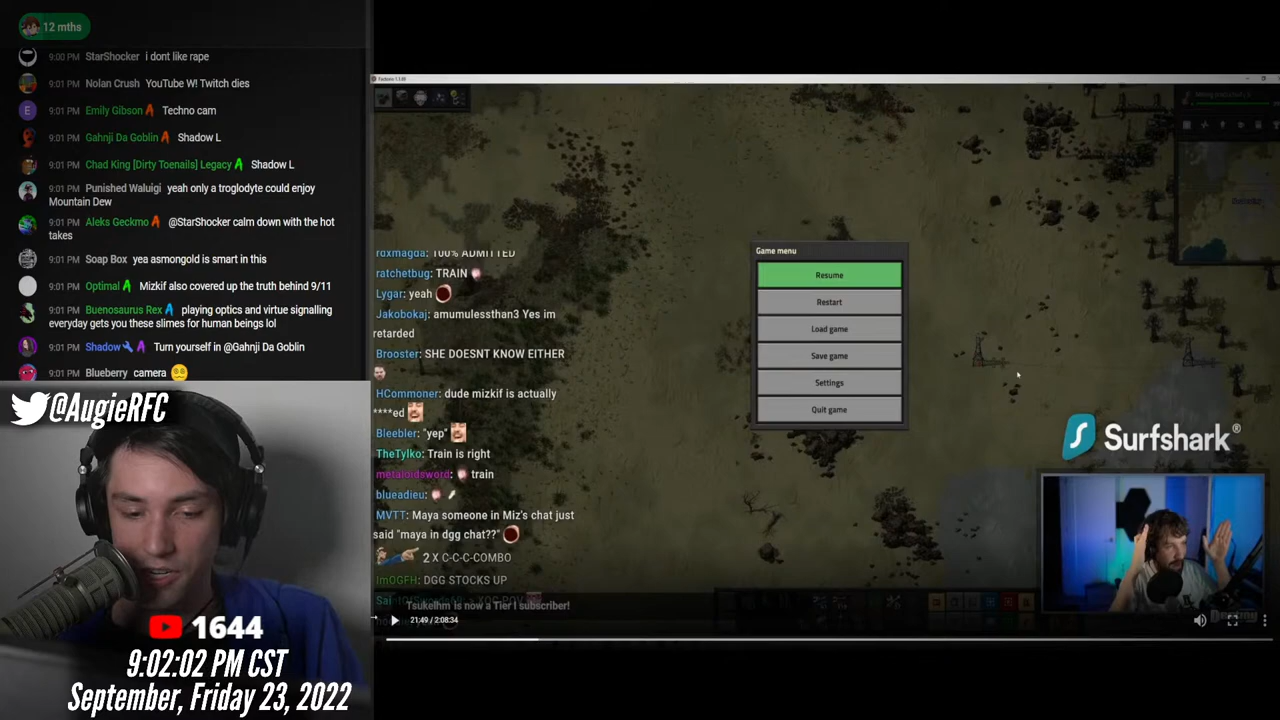 12 mths
9:00 PM StarShocker i dont like rape
9:01 PM Nolan Crush YouTube W! Twitch dies
9:01 PM Emily Gibson Techno cam
9:01 PM Gahnji Da Goblin Shadow L
9:01 PM Chad King [Dirty Toenails] Legacy Shadow L
9:01 PM Punished Waluigi yeah only a troglodyte could enjoy
Mountain Dew
9:01 PM Aleks Geckmo @StarShocker calm down with the hot
takes
9:01 PM Soap Box yea asmongold is smart in this
9:01 PM Optimal Mizkif also covered up the truth behind 9/11
9:01 PM Buenosaurus Rex playing optics and virtue signalling
everyday gets you these slimes for human beings lol
9:01 PM Shadow Turn yourself in @Gahnji Da Goblin
9:01 PM Blueberry camera
@AugieRFC
1644
9:02:02 PM CST
September, Friday 23, 2022
rdxmagda: 100% ADMITTED
ratchetbug: TRAIN
Lygar: yeah
Jakobokaj: amumulessthan3 Yes im
retarded
Brooster: SHE DOESNT KNOW EITHER
HCommoner: dude mizkif is actually
****ed
Bleebler: "yep"
TheTylko: Train is right
metaloidsword: train
blueadieu:
MVTT: Maya someone in Miz's chat just
said "maya in dgg chat??"
2 X C-C-C-COMBO
ImOGFH: DGG STOCKS UP
Tsukelhm is now a Tier I subscriber!
21:49 / 2:08:34
Game menu
Resume
Restart
Load game
Save game
Settings
Quit game
Surfshark®